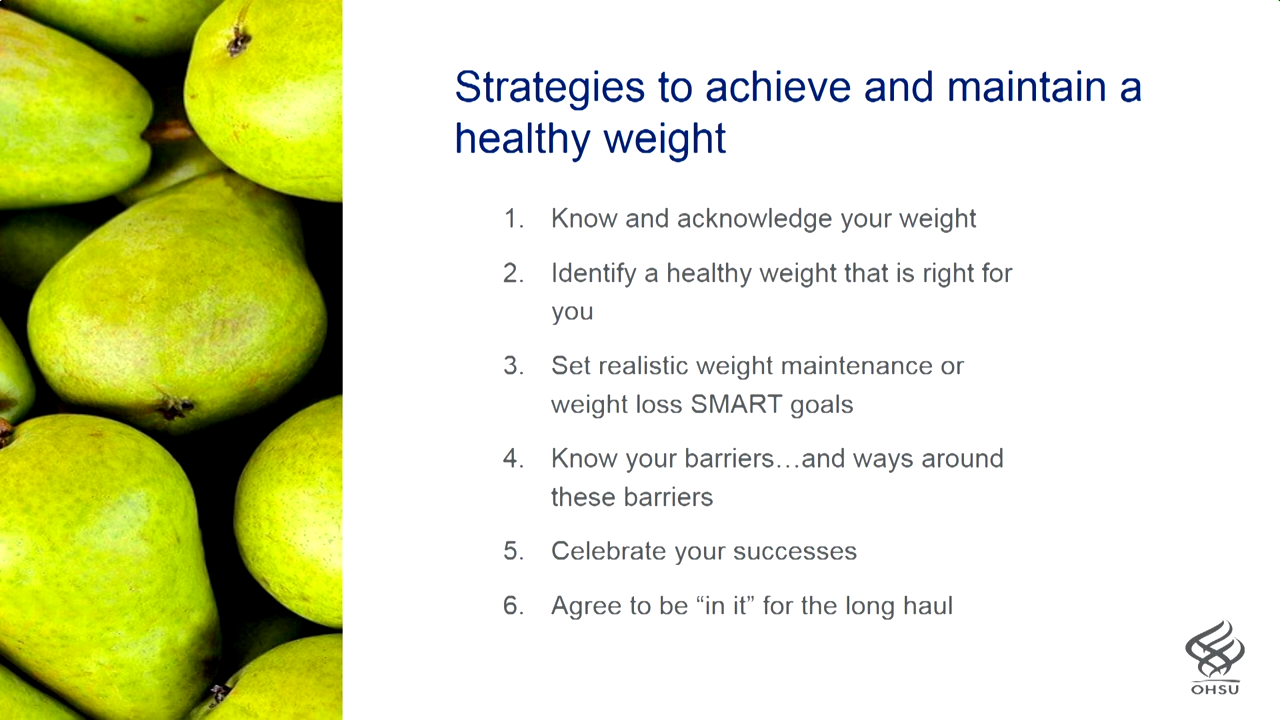 Strategies to achieve and maintain a
healthy weight
1. Know and acknowledge your weight
2. Identify a healthy weight that is right for
you
3. Set realistic weight maintenance or
weight loss SMART goals
4. Know your barriers…and ways around
these barriers
5. Celebrate your successes
6. Agree to be “in it” for the long haul
OHSU